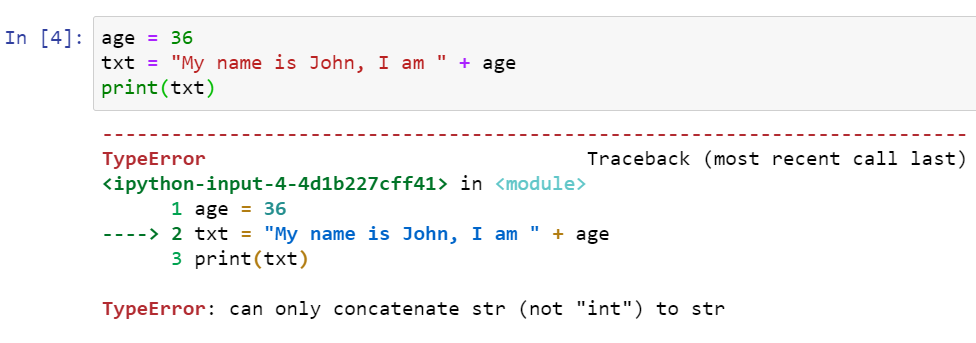 In [4]: age = 36
txt = "My name is John, I am " + age
print(txt)
---------------------------------------------------------------------------
TypeError Traceback (most recent call last)
<ipython-input-4-4d1b227cff41> in <module>
1 age = 36
----> 2 txt = "My name is John, I am " + age
3 print(txt)
TypeError: can only concatenate str (not "int") to str